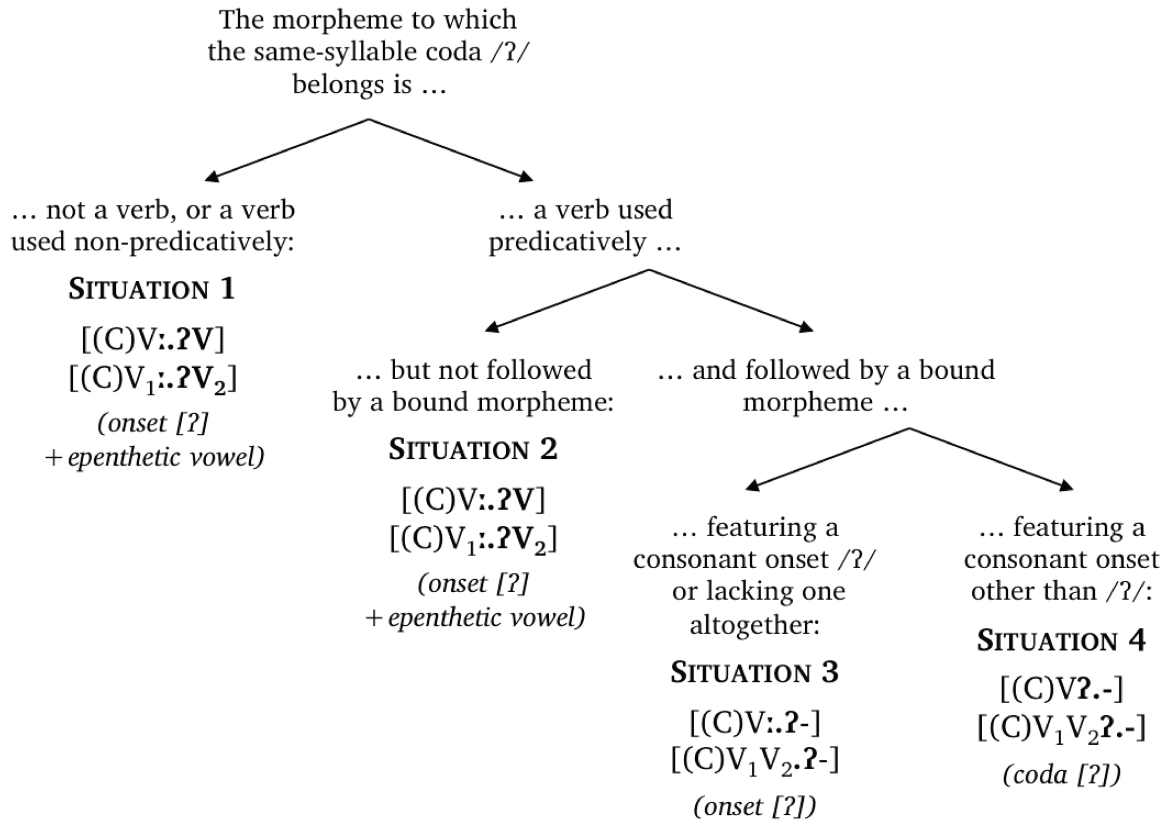 The morpheme to which
the same-syllable coda /ʔ/
belongs is …
… not a verb, or a verb
used non-predicatively:
SITUATION 1
[(C)Vː.ʔV]
[(C)V₁ː.ʔV₂]
(onset [ʔ]
+ epenthetic vowel)
… a verb used
predicatively …
… but not followed
by a bound morpheme:
SITUATION 2
[(C)Vː.ʔV]
[(C)V₁ː.ʔV₂]
(onset [ʔ]
+ epenthetic vowel)
… and followed by a bound
morpheme …
… featuring a
consonant onset /ʔ/
or lacking one
altogether:
SITUATION 3
[(C)Vː.ʔ-]
[(C)V₁V₂.ʔ-]
(onset [ʔ])
… featuring a
consonant onset
other than /ʔ/:
SITUATION 4
[(C)Vʔ.-]
[(C)V₁V₂ʔ.-]
(coda [ʔ])